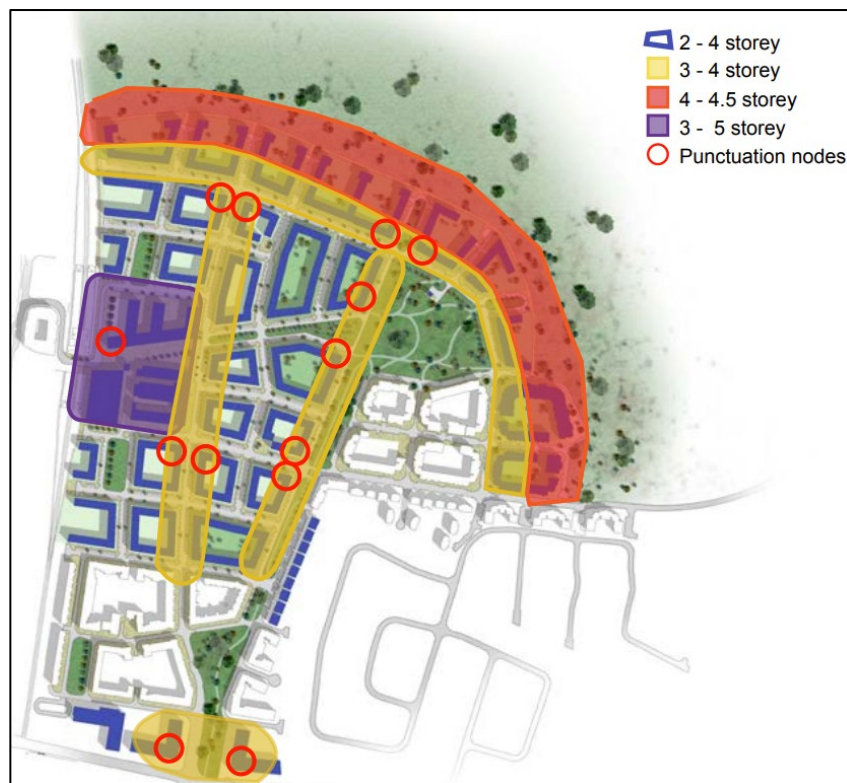 2 - 4 storey
3 - 4 storey
4 - 4.5 storey
3 - 5 storey
Punctuation nodes